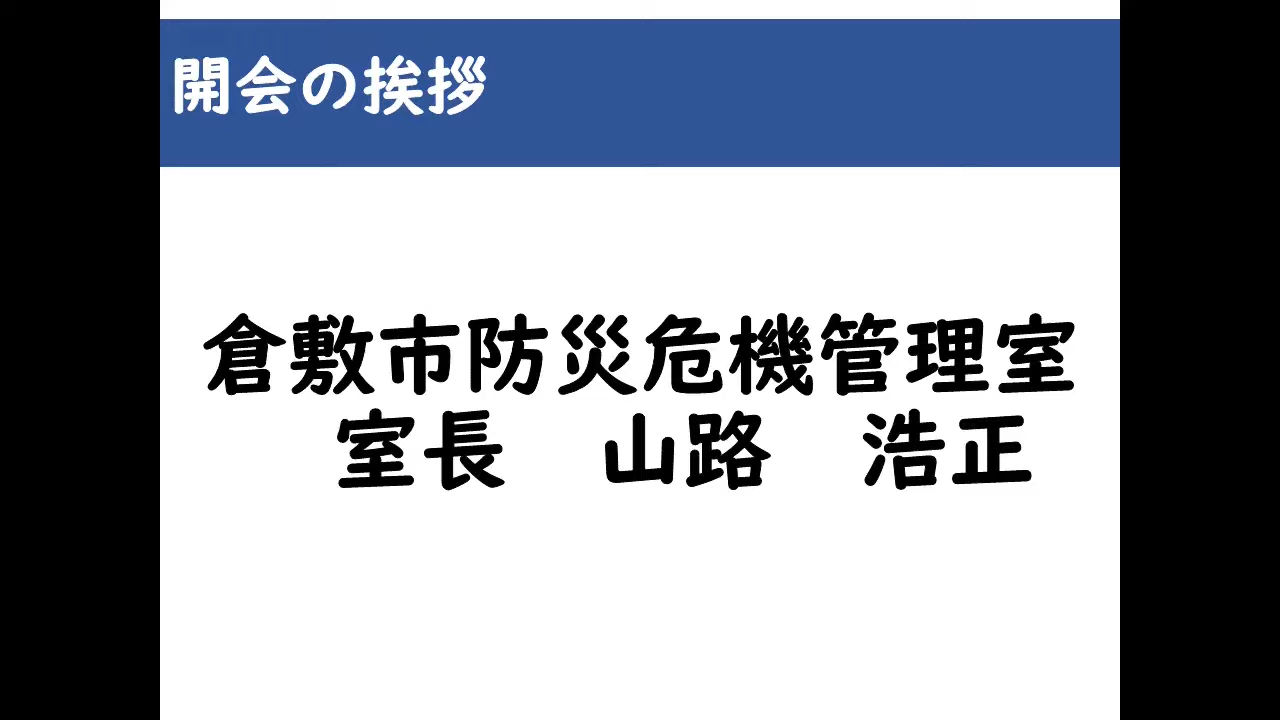 開会の挨拶
倉敷市防災危機管理室
室長　山路　浩正